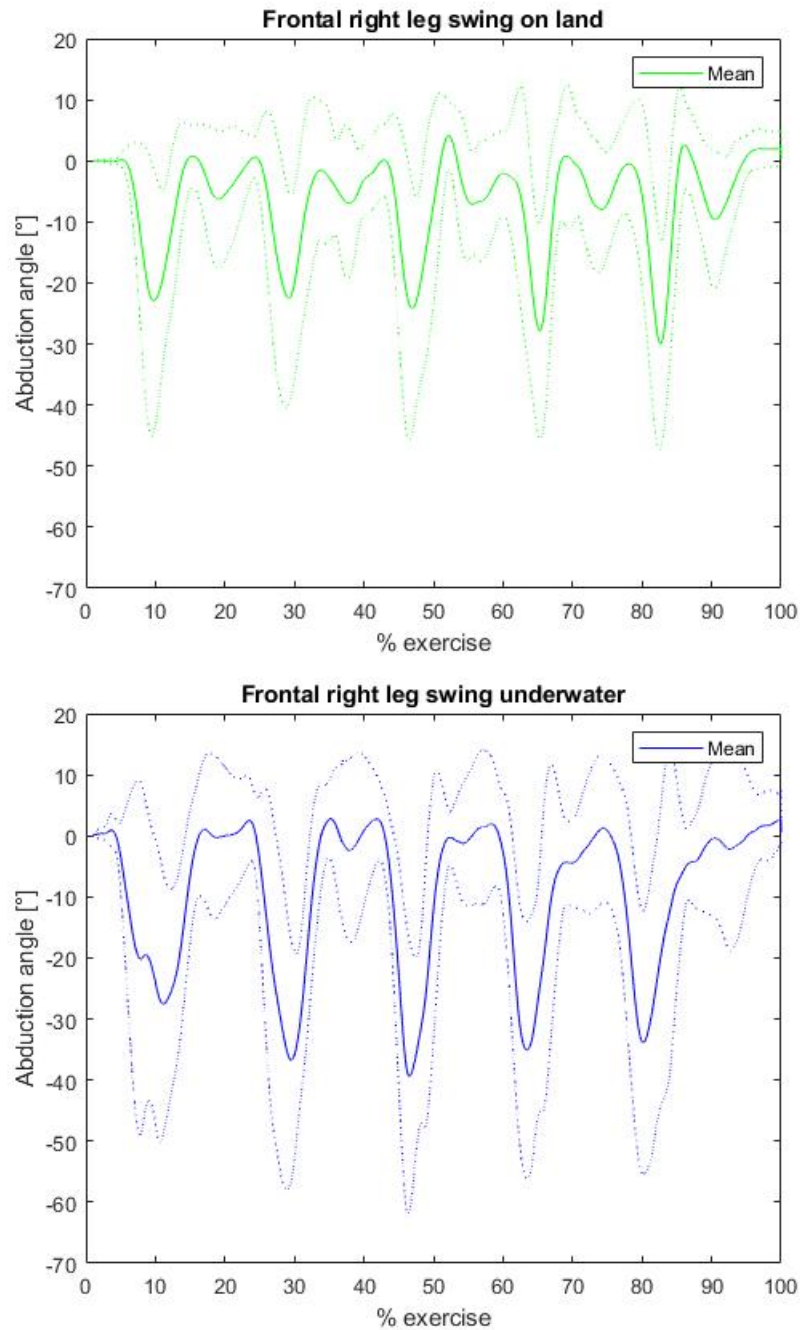 Frontal right leg swing on land
Mean
20
10
0
-10
-20
-30
-40
-50
-60
-70
Abduction angle [°]
0 10 20 30 40 50 60 70 80 90 100
% exercise
Frontal right leg swing underwater
Mean
20
10
0
-10
-20
-30
-40
-50
-60
-70
Abduction angle [°]
0 10 20 30 40 50 60 70 80 90 100
% exercise